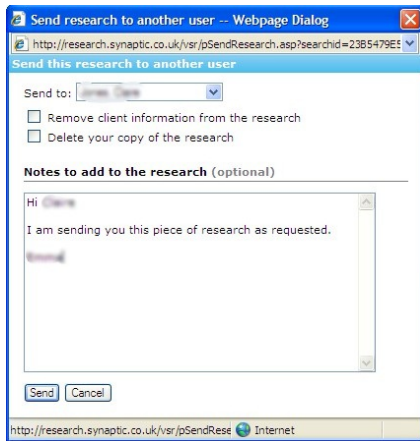 Send research to another user -- Webpage Dialog
http://research.synaptic.co.uk/vsr/pSendResearch.asp?searchid=23B5479E5
Send this research to another user
Send to:
Remove client information from the research
Delete your copy of the research
Notes to add to the research (optional)
Hi
I am sending you this piece of research as requested.
Send Cancel
http://research.synaptic.co.uk/vsr/pSendRese Internet